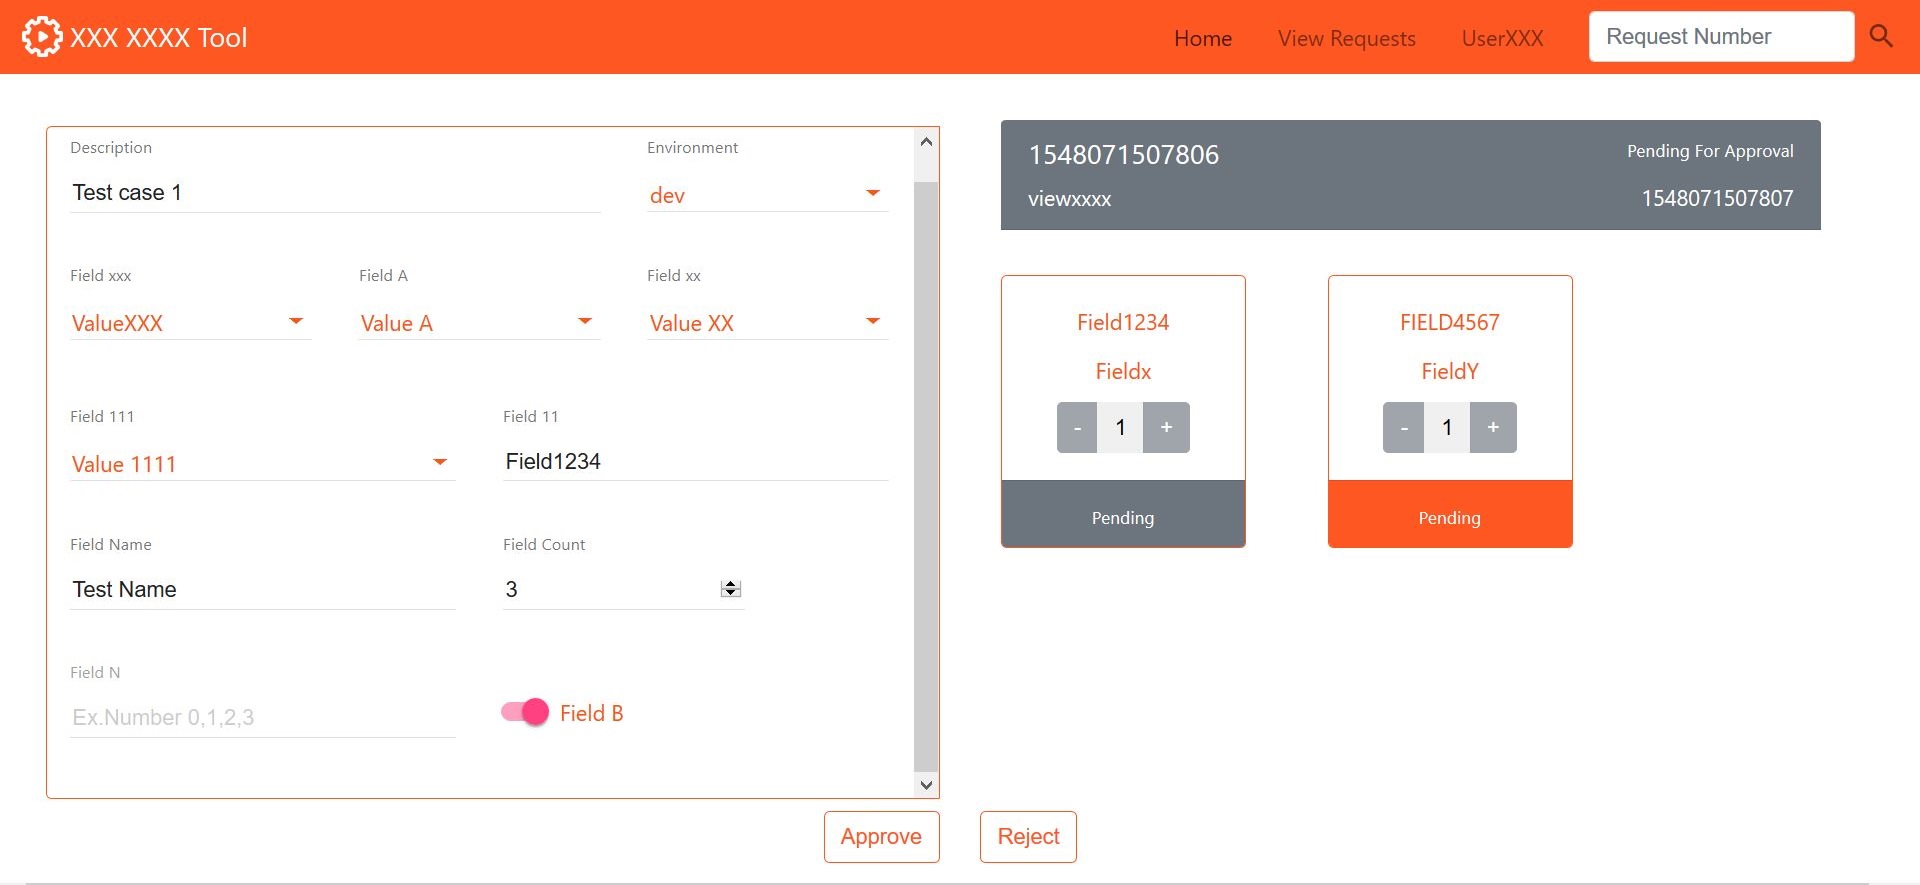 XXX XXXX Tool
Home View Requests UserXXX Request Number
Description Environment
Test case 1 dev
Field xxx Field A Field xx
ValueXXX Value A Value XX
Field 111 Field 11
Value 1111 Field1234
Field Name Field Count
Test Name 3
Field N
Ex.Number 0,1,2,3 Field B
1548071507806 Pending For Approval
viewxxxx 1548071507807
Field1234 FIELD4567
Fieldx FieldY
- 1 + - 1 +
Pending Pending
Approve Reject